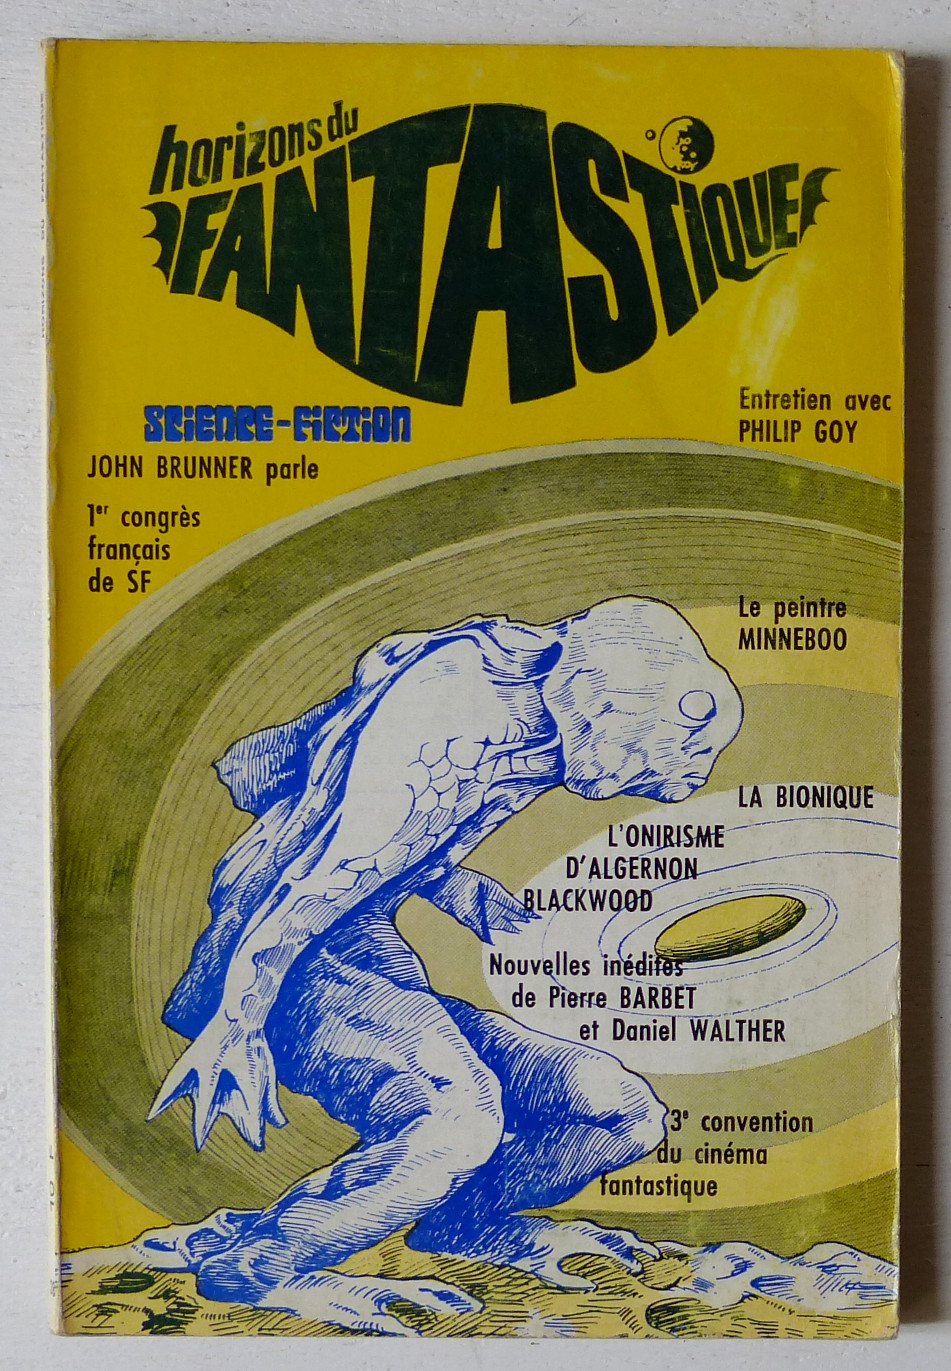 horizons du
FANTASTIQUE
SCIENCE-FICTION
JOHN BRUNNER parle
1er congrès
français
de SF
Entretien avec
PHILIP GOY
Le peintre
MINNEBOO
LA BIONIQUE
L'ONIRISME
D'ALGERNON
BLACKWOOD
Nouvelles inédites
de Pierre BARBET
et Daniel WALTHER
3e convention
du cinéma
fantastique